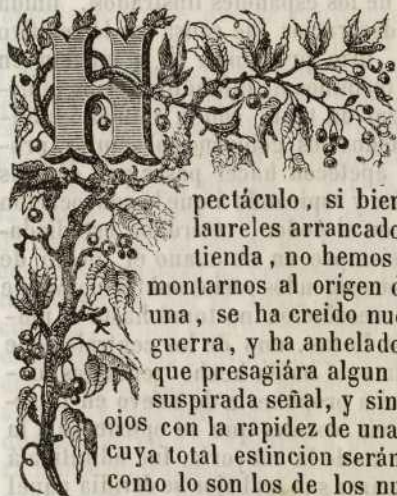 H
pectáculo, si bien
laureles arrancado
tienda, no hemos
montarnos al orígen d
una, se ha creido nue
guerra, y ha anhelado
que presagiára algun
suspirada señal, y sin
ojos con la rapidez de una
cuya total estincion serán
como lo son los de los nu